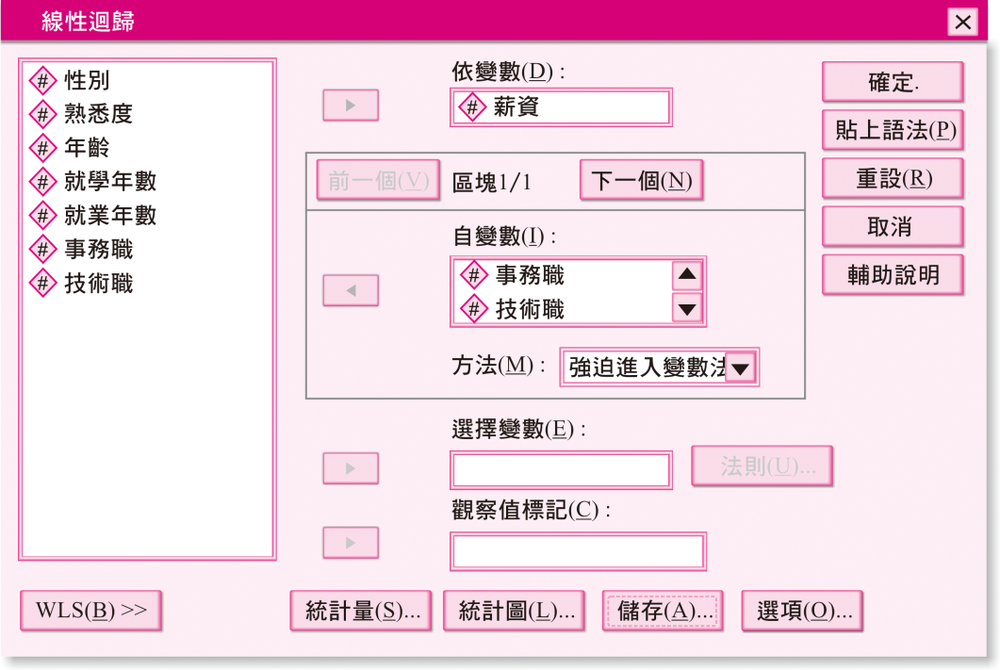 線性迴歸
# 性別
# 熟悉度
# 年齡
# 就學年數
# 就業年數
# 事務職
# 技術職
依變數(D)：
# 薪資
前一個(V) 區塊1/1 下一個(N)
自變數(I)：
# 事務職
# 技術職
方法(M)： 強迫進入變數法
選擇變數(E)：
法則(U)...
觀察值標記(C)：
確定.
貼上語法(P)
重設(R)
取消
輔助說明
WLS(B) >> 統計量(S)... 統計圖(L)... 儲存(A)... 選項(O)...